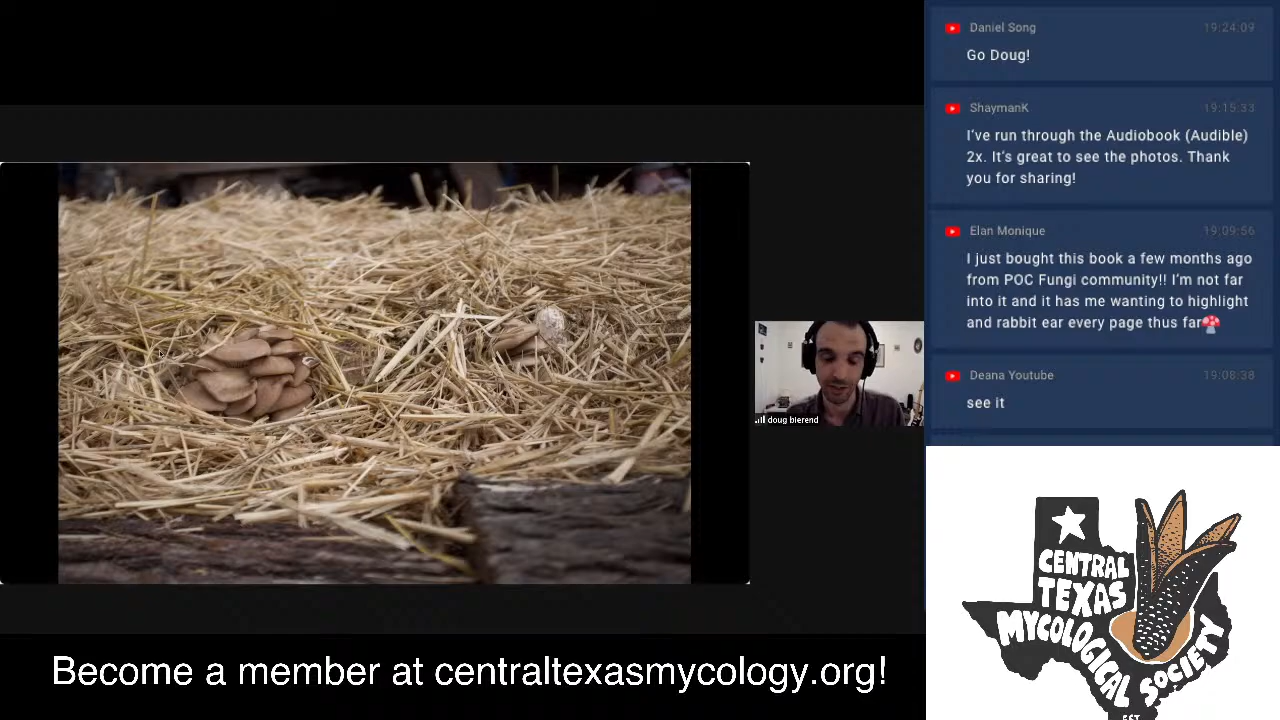 Daniel Song 19:24:09
Go Doug!
ShaymanK 19:15:33
I've run through the Audiobook (Audible)
2x. It's great to see the photos. Thank
you for sharing!
Elan Monique 19:09:56
I just bought this book a few months ago
from POC Fungi community!! I'm not far
into it and it has me wanting to highlight
and rabbit ear every page thus far🍄
Deana Youtube 19:08:38
see it
doug bierend
Become a member at centraltexasmycology.org!
CENTRAL
TEXAS
MYCOLOGICAL
SOCIETY
EST